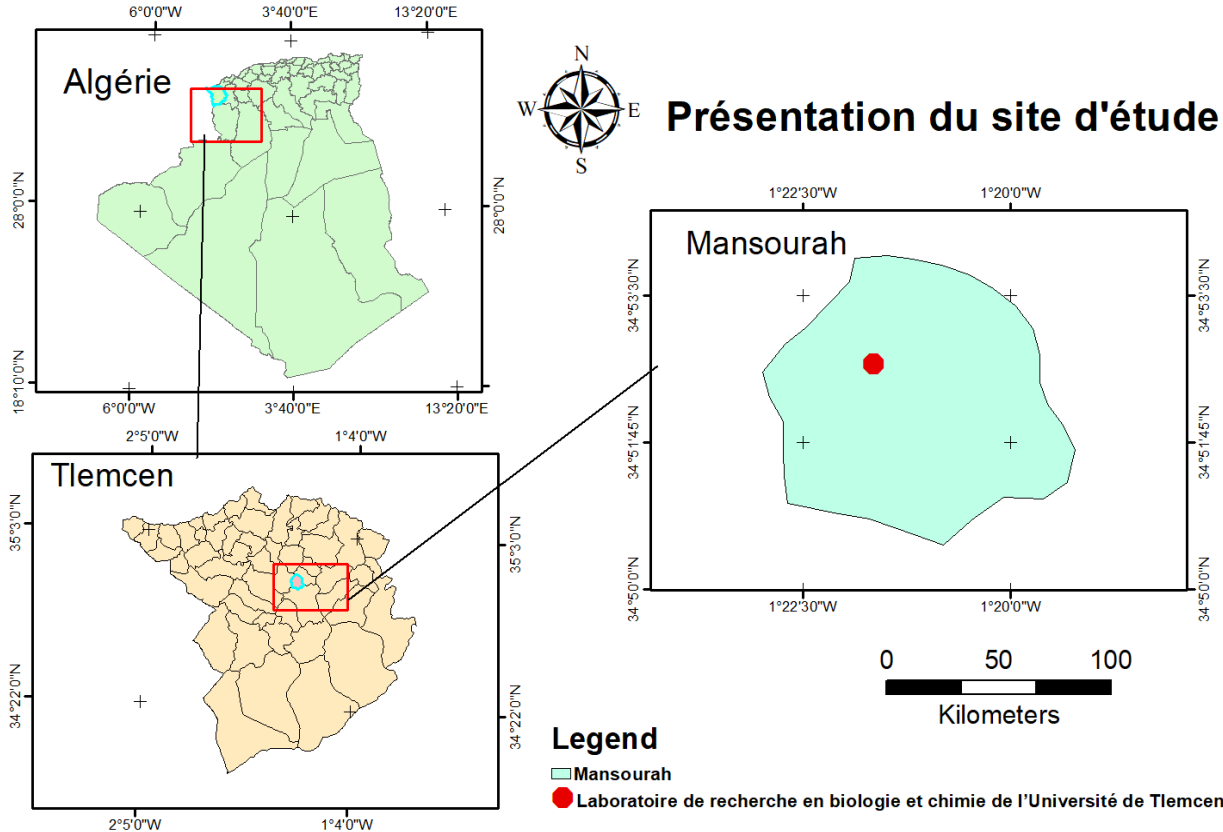 6°0'0"W 3°40'0"E 13°20'0"E
Algérie
28°0'0"N
28°0'0"N
18°10'0"N
6°0'0"W 3°40'0"E 13°20'0"E
N
W E
S
Présentation du site d'étude
1°22'30"W 1°20'0"W
Mansourah
34°53'30"N
34°53'30"N
34°51'45"N
34°51'45"N
34°50'0"N
34°50'0"N
1°22'30"W 1°20'0"W
2°5'0"W 1°4'0"W
Tlemcen
35°3'0"N
35°3'0"N
34°22'0"N
34°22'0"N
2°5'0"W 1°4'0"W
0 50 100
Kilometers
Legend
Mansourah
Laboratoire de recherche en biologie et chimie de l'Université de Tlemcen